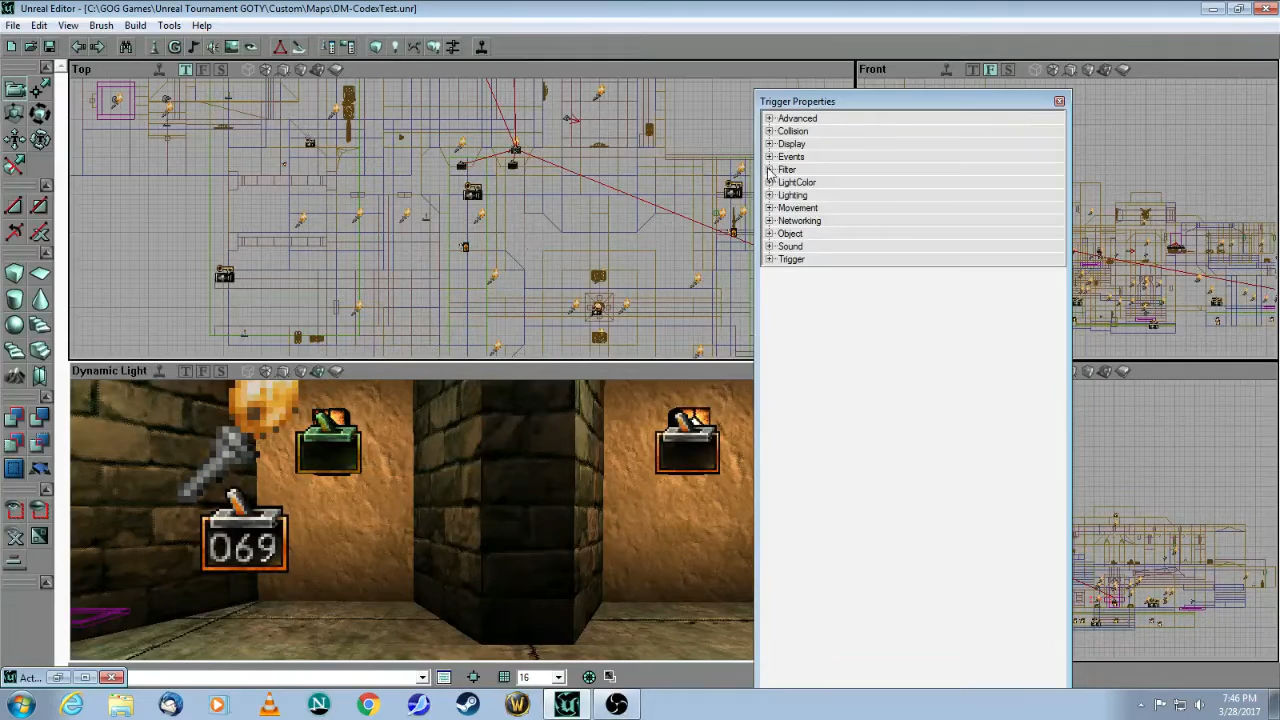 Unreal Editor - [C:\GOG Games\Unreal Tournament GOTY\Custom\Maps\DM-CodexTest.unr]
File Edit View Brush Build Tools Help
Top
T F S
Front
T F S
Trigger Properties
Advanced
Collision
Display
Events
Filter
LightColor
Lighting
Movement
Networking
Object
Sound
Trigger
Dynamic Light
T F S
069
Act...
16
7:46 PM
3/28/2017